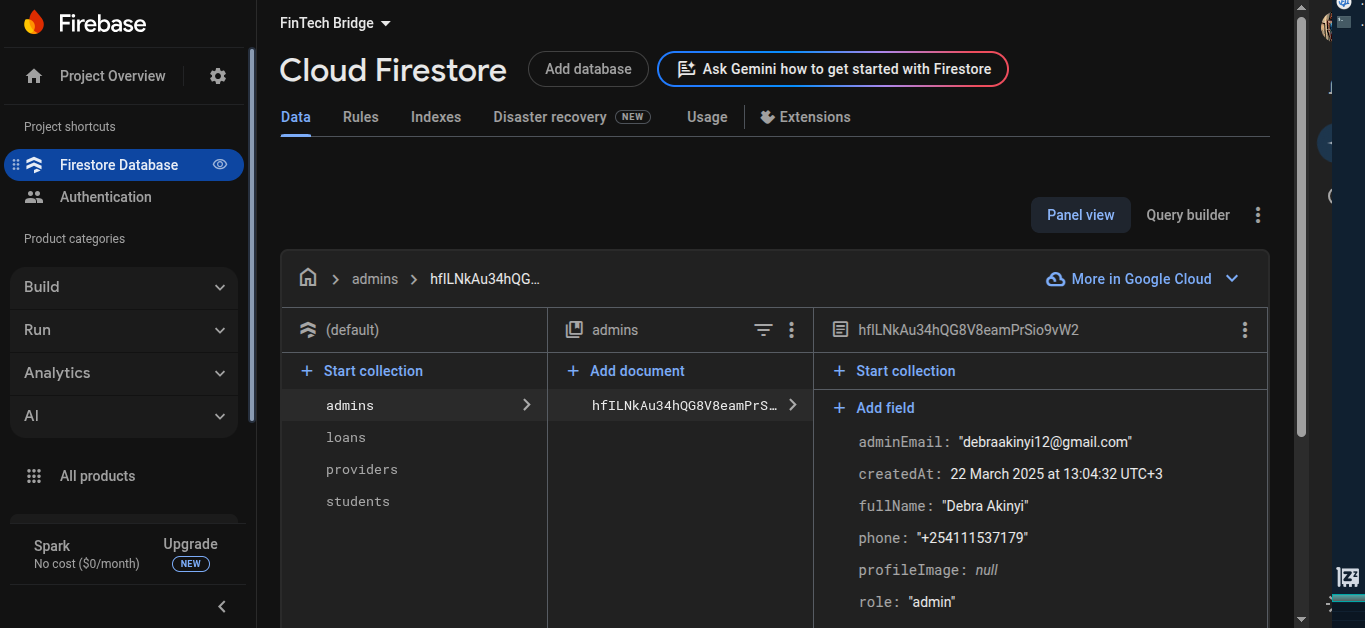 Firebase
FinTech Bridge
Cloud Firestore
Add database
Ask Gemini how to get started with Firestore
Project Overview
Data
Rules
Indexes
Disaster recovery
NEW
Usage
Extensions
Project shortcuts
Firestore Database
Authentication
Product categories
Build
Run
Analytics
AI
All products
Spark
No cost ($0/month)
Upgrade
NEW
Panel view
Query builder
admins
hfILNkAu34hQG...
More in Google Cloud
(default)
admins
hfILNkAu34hQG8V8eamPrSio9vW2
Start collection
Add document
Start collection
admins
loans
providers
students
hfILNkAu34hQG8V8eamPrS...
Add field
adminEmail: "debraakinyi12@gmail.com"
createdAt: 22 March 2025 at 13:04:32 UTC+3
fullName: "Debra Akinyi"
phone: "+254111537179"
profileImage: null
role: "admin"